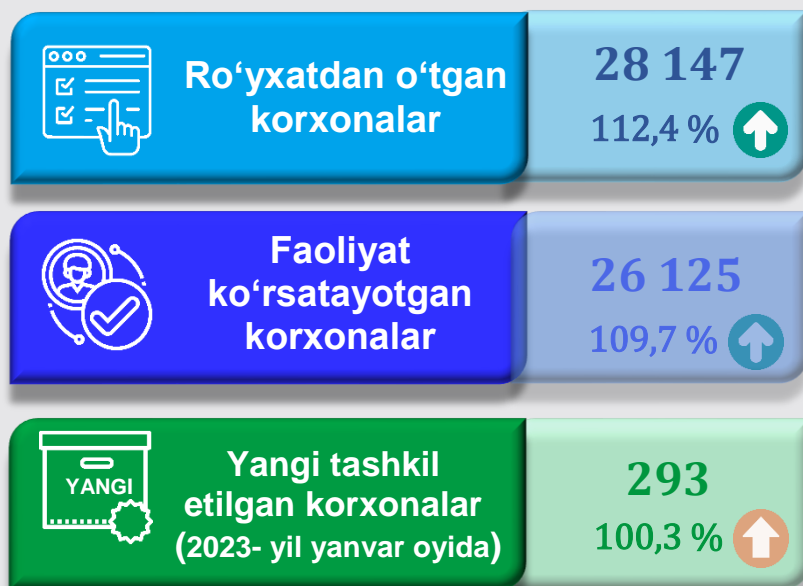 Ro‘yxatdan o‘tgan
korxonalar
28 147
112,4 %
Faoliyat
ko‘rsatayotgan
korxonalar
26 125
109,7 %
YANGI
Yangi tashkil
etilgan korxonalar
(2023- yil yanvar oyida)
293
100,3 %